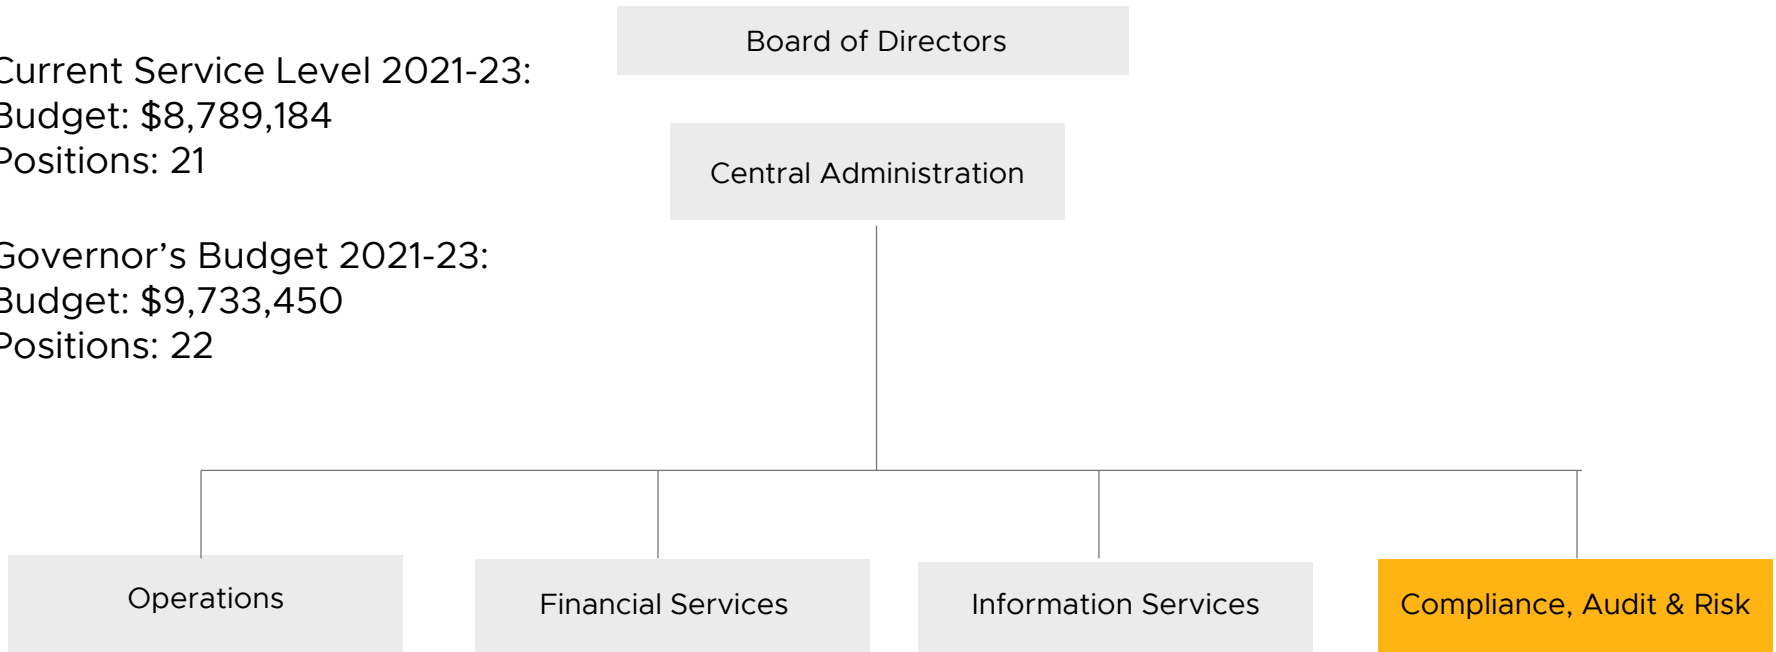 Board of Directors
Current Service Level 2021-23:
Budget: $8,789,184
Positions: 21
Central Administration
Governor’s Budget 2021-23:
Budget: $9,733,450
Positions: 22
Operations
Financial Services
Information Services
Compliance, Audit & Risk